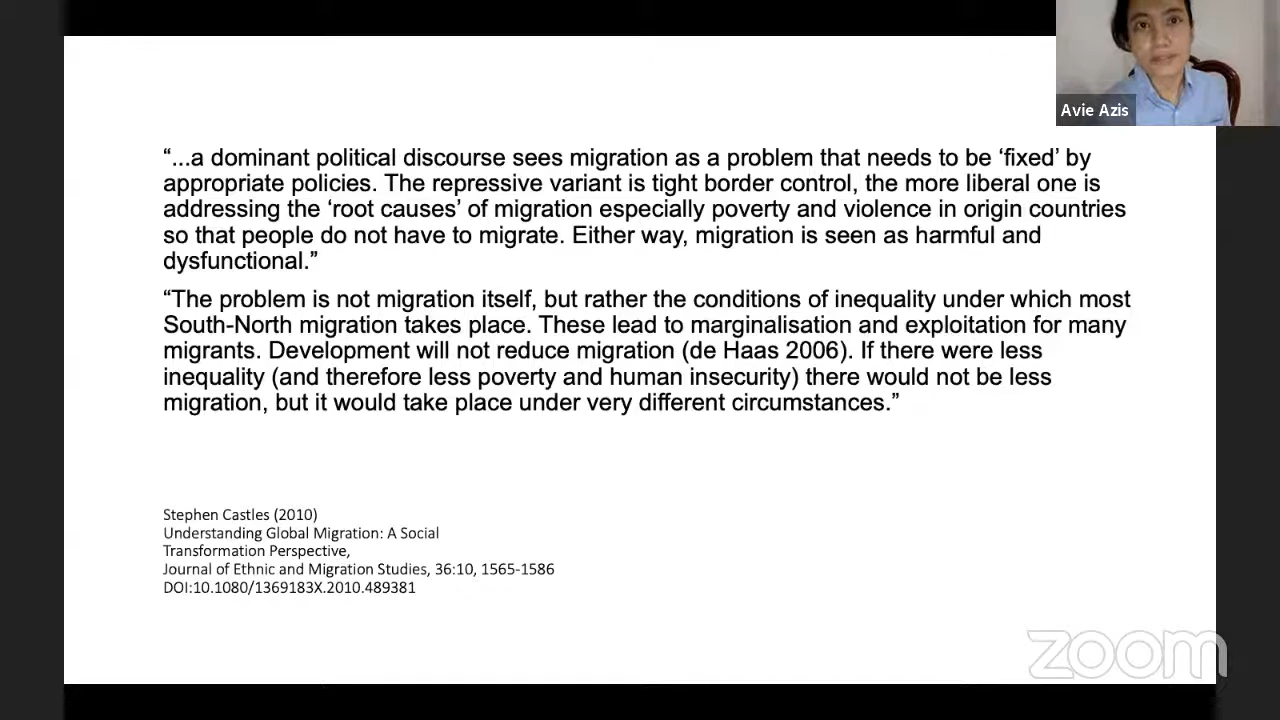 Avie Azis
“...a dominant political discourse sees migration as a problem that needs to be ‘fixed’ by
appropriate policies. The repressive variant is tight border control, the more liberal one is
addressing the ‘root causes’ of migration especially poverty and violence in origin countries
so that people do not have to migrate. Either way, migration is seen as harmful and
dysfunctional.”
“The problem is not migration itself, but rather the conditions of inequality under which most
South-North migration takes place. These lead to marginalisation and exploitation for many
migrants. Development will not reduce migration (de Haas 2006). If there were less
inequality (and therefore less poverty and human insecurity) there would not be less
migration, but it would take place under very different circumstances.”
Stephen Castles (2010)
Understanding Global Migration: A Social
Transformation Perspective,
Journal of Ethnic and Migration Studies, 36:10, 1565-1586
DOI:10.1080/1369183X.2010.489381
zoom